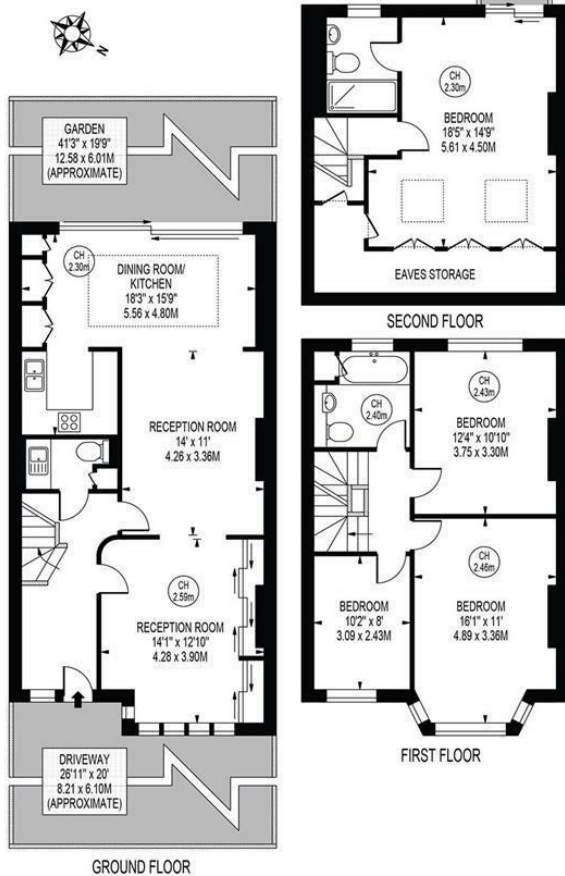 N
GARDEN
41'3" x 19'9"
12.58 x 6.01M
(APPROXIMATE)
CH
2.30m
DINING ROOM/
KITCHEN
18'3" x 15'9"
5.56 x 4.80M
RECEPTION ROOM
14' x 11'
4.26 x 3.36M
CH
2.59m
RECEPTION ROOM
14'1" x 12'10"
4.28 x 3.90M
DRIVEWAY
26'11" x 20'
8.21 x 6.10M
(APPROXIMATE)
GROUND FLOOR
CH
2.30m
BEDROOM
18'5" x 14'9"
5.61 x 4.50M
EAVES STORAGE
SECOND FLOOR
CH
2.40m
CH
2.43m
BEDROOM
12'4" x 10'10"
3.75 x 3.30M
CH
2.46m
BEDROOM
16'1" x 11'
4.89 x 3.36M
BEDROOM
10'2" x 8'
3.09 x 2.43M
FIRST FLOOR